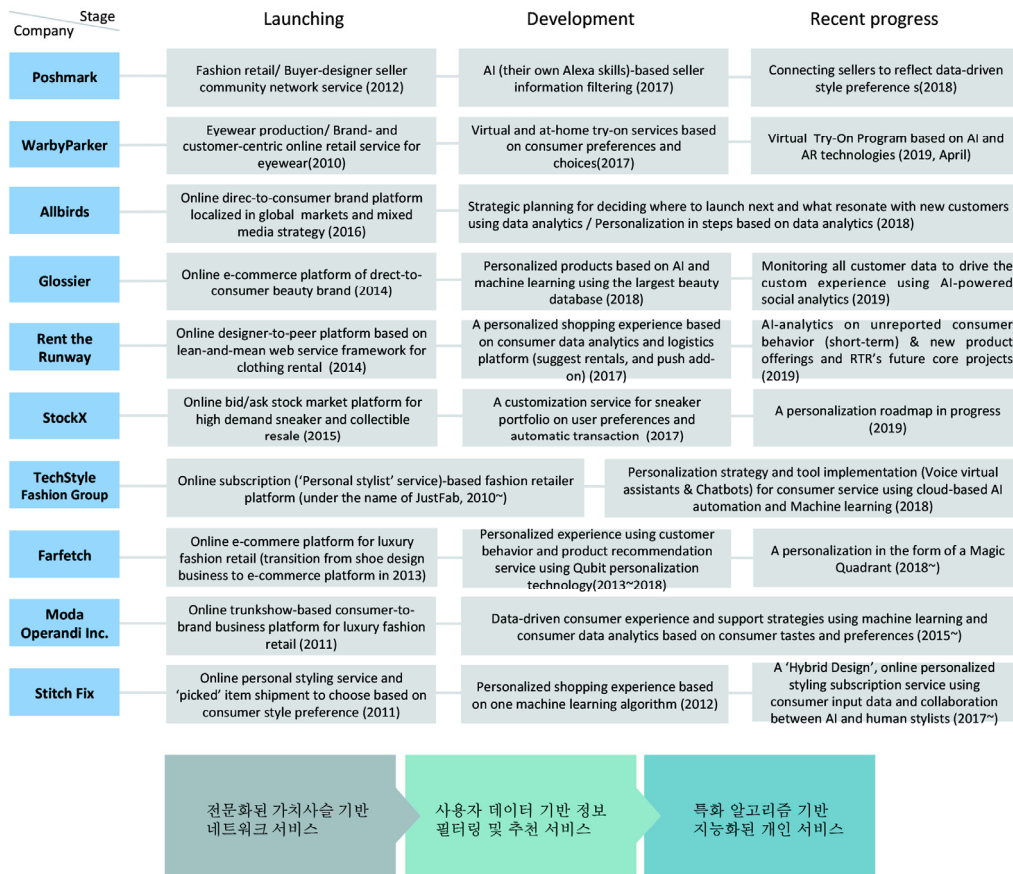 Stage
Company
Launching
Development
Recent progress
Poshmark
Fashion retail/ Buyer-designer seller
community network service (2012)
AI (their own Alexa skills)-based seller
information filtering (2017)
Connecting sellers to reflect data-driven
style preference s(2018)
WarbyParker
Eyewear production/ Brand- and
customer-centric online retail service for
eyewear(2010)
Virtual and at-home try-on services based
on consumer preferences and
choices(2017)
Virtual Try-On Program based on AI and
AR technologies (2019, April)
Allbirds
Online direc-to-consumer brand platform
localized in global markets and mixed
media strategy (2016)
Strategic planning for deciding where to launch next and what resonate with new customers
using data analytics / Personalization in steps based on data analytics (2018)
Glossier
Online e-commerce platform of drect-to-
consumer beauty brand (2014)
Personalized products based on AI and
machine learning using the largest beauty
database (2018)
Monitoring all customer data to drive the
custom experience using AI-powered
social analytics (2019)
Rent the
Runway
Online designer-to-peer platform based on
lean-and-mean web service framework for
clothing rental (2014)
A personalized shopping experience based
on consumer data analytics and logistics
platform (suggest rentals, and push add-
on) (2017)
AI-analytics on unreported consumer
behavior (short-term) & new product
offerings and RTR's future core projects
(2019)
StockX
Online bid/ask stock market platform for
high demand sneaker and collectible
resale (2015)
A customization service for sneaker
portfolio on user preferences and
automatic transaction (2017)
A personalization roadmap in progress
(2019)
TechStyle
Fashion Group
Online subscription ('Personal stylist' service)-based fashion retailer
platform (under the name of JustFab, 2010~)
Personalization strategy and tool implementation (Voice virtual
assistants & Chatbots) for consumer service using cloud-based AI
automation and Machine learning (2018)
Farfetch
Online e-commere platform for luxury
fashion retail (transition from shoe design
business to e-commerce platform in 2013)
Personalized experience using customer
behavior and product recommendation
service using Qubit personalization
technology(2013~2018)
A personalization in the form of a Magic
Quadrant (2018~)
Moda
Operandi Inc.
Online trunkshow-based consumer-to-
brand business platform for luxury fashion
retail (2011)
Data-driven consumer experience and support strategies using machine learning and
consumer data analytics based on consumer tastes and preferences (2015~)
Stitch Fix
Online personal styling service and
'picked' item shipment to choose based on
consumer style preference (2011)
Personalized shopping experience based
on one machine learning algorithm (2012)
A 'Hybrid Design', online personalized
styling subscription service using
consumer input data and collaboration
between AI and human stylists (2017~)
전문화된 가치사슬 기반
네트워크 서비스
사용자 데이터 기반 정보
필터링 및 추천 서비스
특화 알고리즘 기반
지능화된 개인 서비스